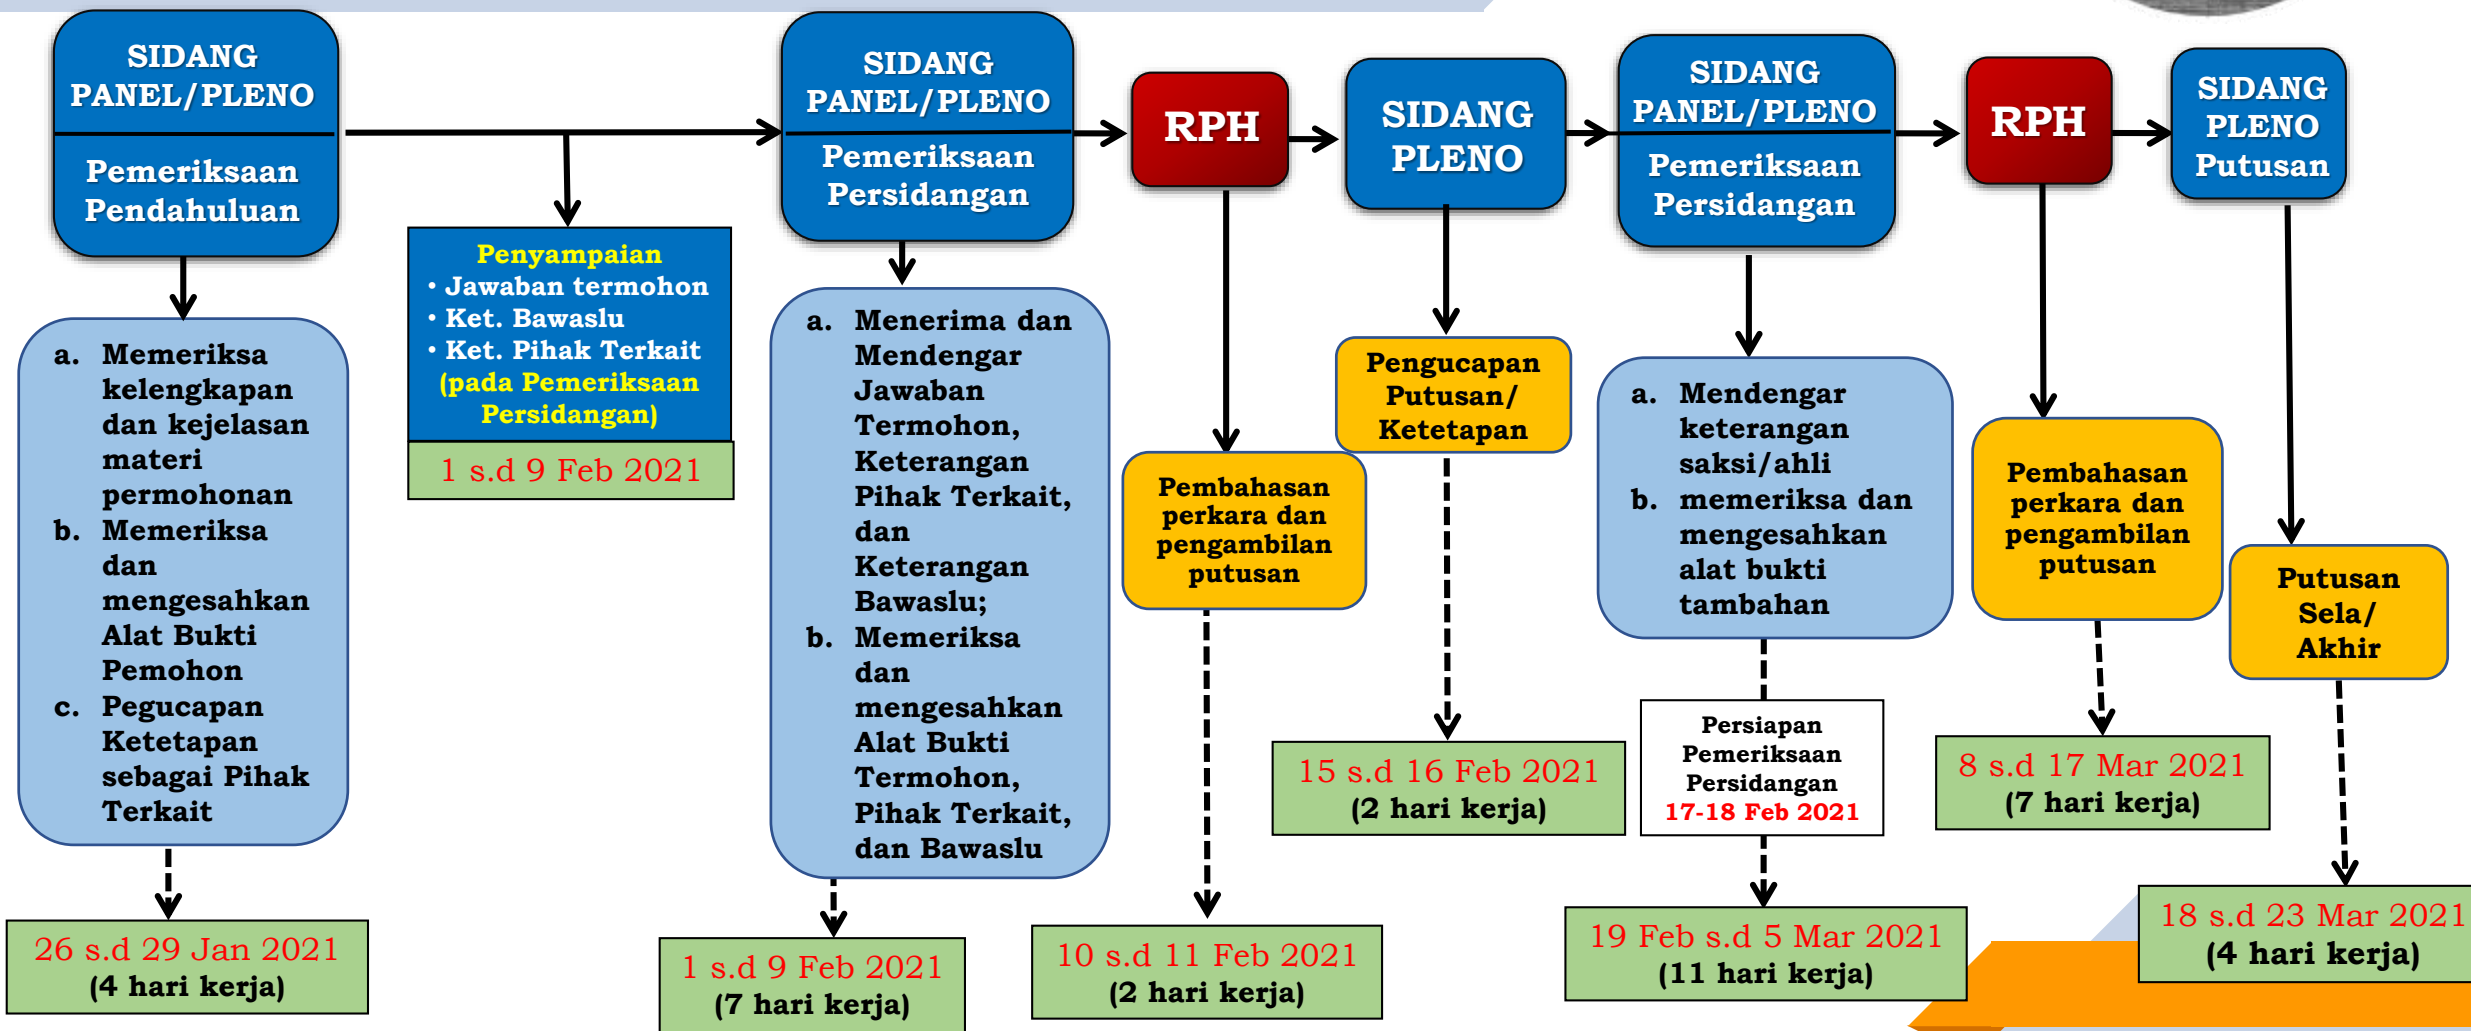 SIDANG
PANEL/PLENO
Pemeriksaan
Pendahuluan
a. Memeriksa
kelengkapan
dan kejelasan
materi
permohonan
b. Memeriksa
dan
mengesahkan
Alat Bukti
Pemohon
c. Pegucapan
Ketetapan
sebagai Pihak
Terkait
26 s.d 29 Jan 2021
(4 hari kerja)
Penyampaian
• Jawaban termohon
• Ket. Bawaslu
• Ket. Pihak Terkait
(pada Pemeriksaan
Persidangan)
1 s.d 9 Feb 2021
SIDANG
PANEL/PLENO
Pemeriksaan
Persidangan
a. Menerima dan
Mendengar
Jawaban
Termohon,
Keterangan
Pihak Terkait,
dan
Keterangan
Bawaslu;
b. Memeriksa
dan
mengesahkan
Alat Bukti
Termohon,
Pihak Terkait,
dan Bawaslu
1 s.d 9 Feb 2021
(7 hari kerja)
RPH
Pembahasan
perkara dan
pengambilan
putusan
10 s.d 11 Feb 2021
(2 hari kerja)
SIDANG
PLENO
Pengucapan
Putusan/
Ketetapan
15 s.d 16 Feb 2021
(2 hari kerja)
SIDANG
PANEL/PLENO
Pemeriksaan
Persidangan
a. Mendengar
keterangan
saksi/ahli
b. memeriksa dan
mengesahkan
alat bukti
tambahan
Persiapan
Pemeriksaan
Persidangan
17-18 Feb 2021
19 Feb s.d 5 Mar 2021
(11 hari kerja)
RPH
Pembahasan
perkara dan
pengambilan
putusan
8 s.d 17 Mar 2021
(7 hari kerja)
SIDANG
PLENO
Putusan
Putusan
Sela/
Akhir
18 s.d 23 Mar 2021
(4 hari kerja)